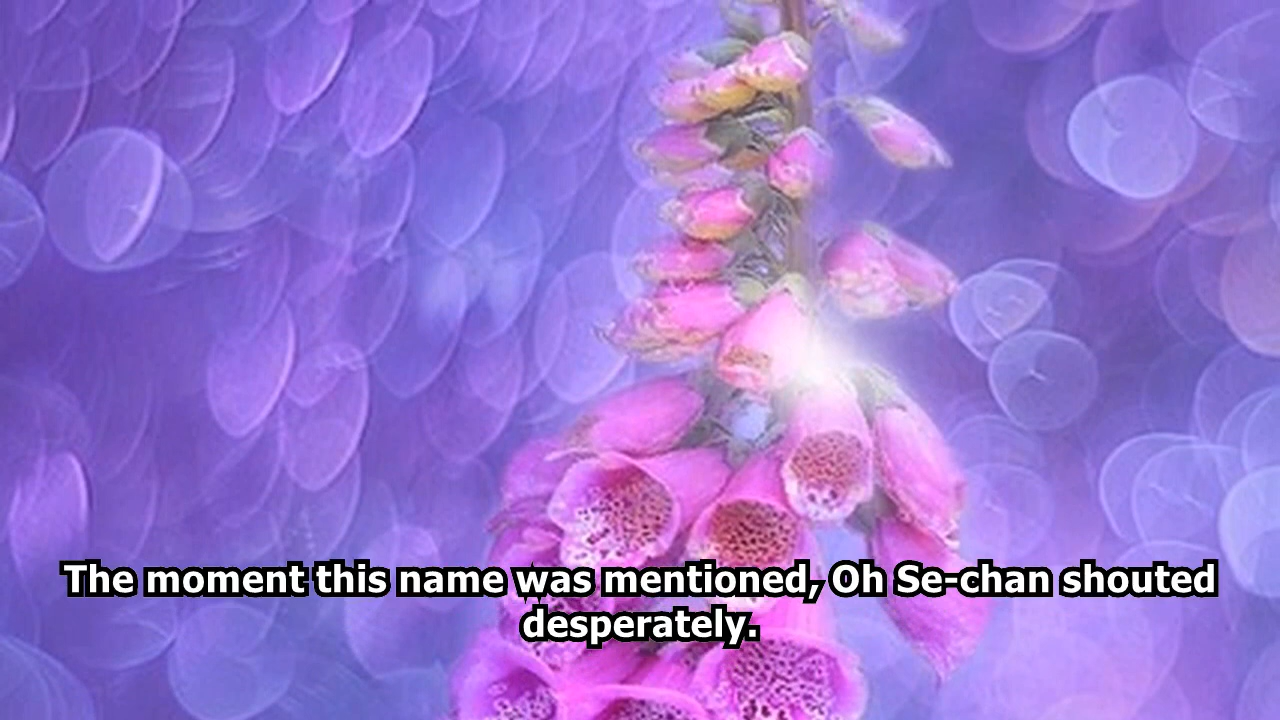 The moment this name was mentioned, Oh Se-chan shouted
desperately.